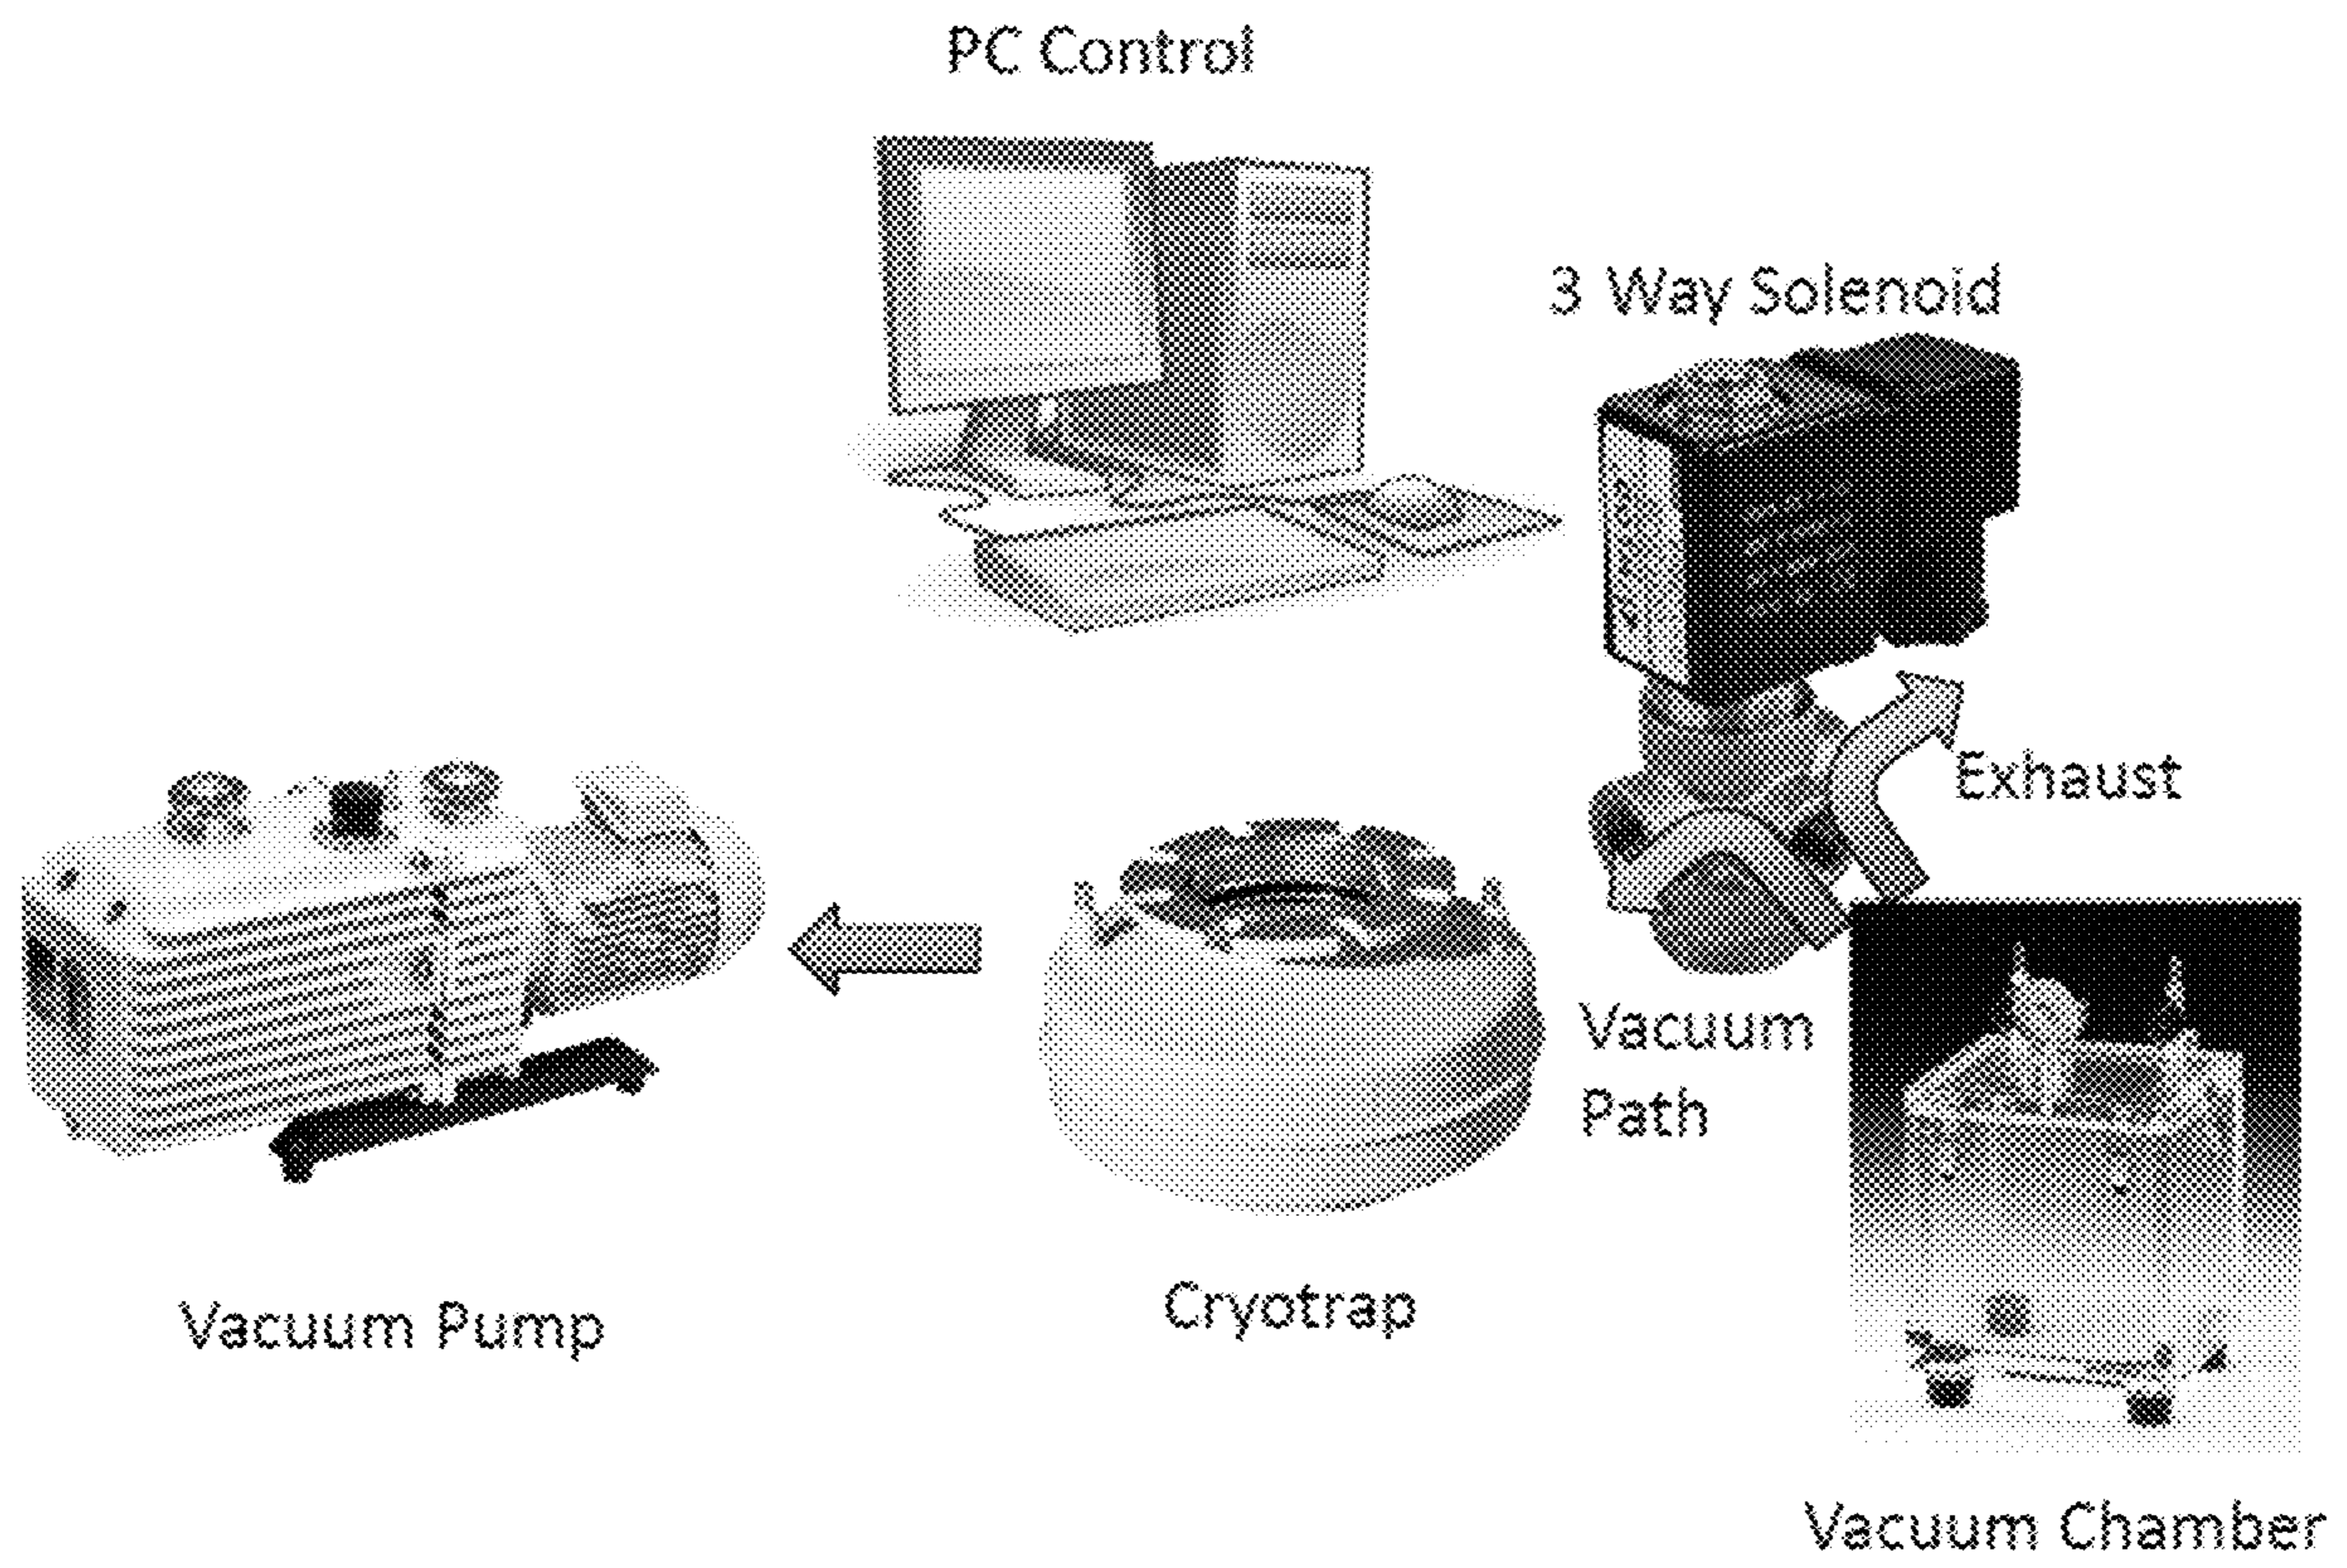 PC Control
3 Way Solenoid
Exhaust
Vacuum
Path
Cryotrap
Vacuum Pump
Vacuum Chamber